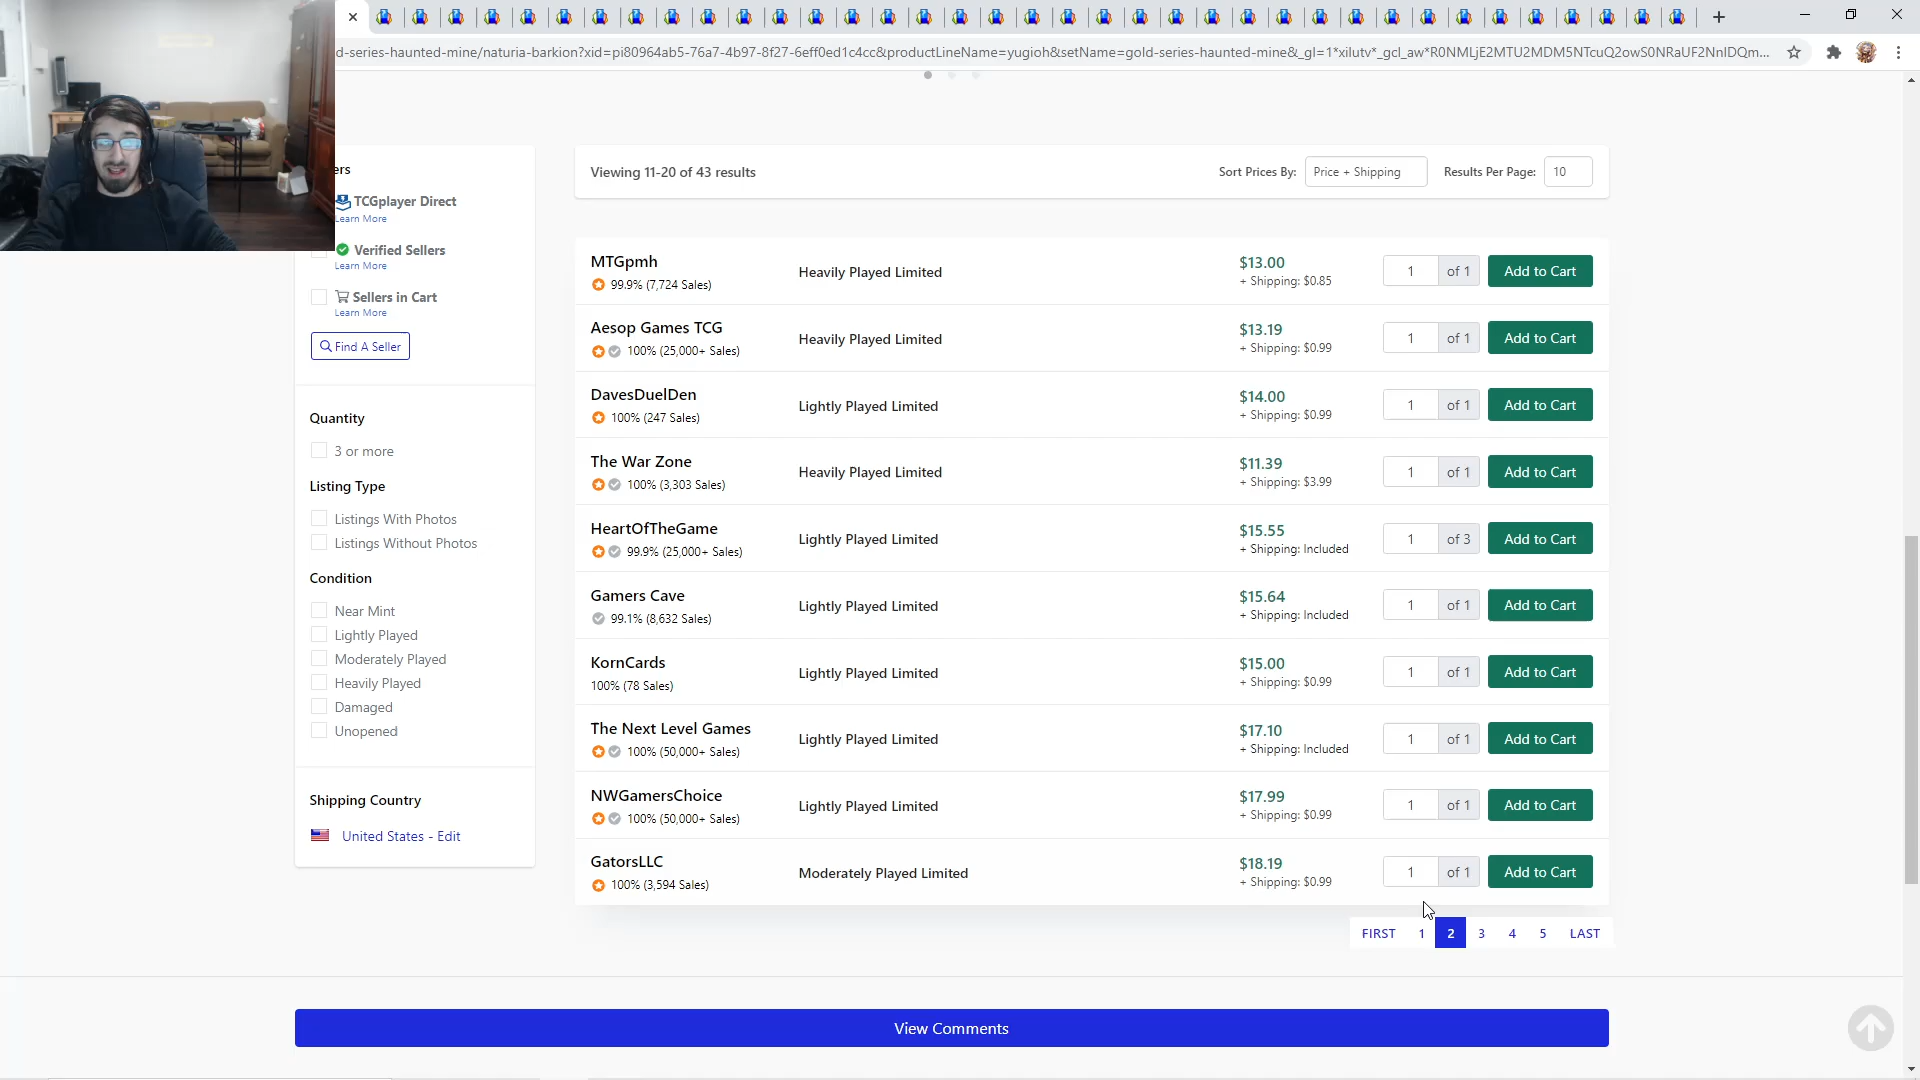 d-series-haunted-mine/naturia-barkion?xid=pi80964ab5-76a7-4b97-8f27-6eff0ed1c4cc&productLineName=yugioh&setName=gold-series-haunted-mine&_gl=1*xilutv*_gcl_aw*R0NMLjE2MTU2MDM5NTcuQ2owS0NRaUF2NnlDQm...
ers
TCGplayer Direct
Learn More
Verified Sellers
Learn More
Sellers in Cart
Learn More
Find A Seller
Quantity
3 or more
Listing Type
Listings With Photos
Listings Without Photos
Condition
Near Mint
Lightly Played
Moderately Played
Heavily Played
Damaged
Unopened
Shipping Country
United States - Edit
Viewing 11-20 of 43 results
Sort Prices By: Price + Shipping Results Per Page: 10
MTGpmh
99.9% (7,724 Sales)
Heavily Played Limited
$13.00
+ Shipping: $0.85
1 of 1 Add to Cart
Aesop Games TCG
100% (25,000+ Sales)
Heavily Played Limited
$13.19
+ Shipping: $0.99
1 of 1 Add to Cart
DavesDuelDen
100% (247 Sales)
Lightly Played Limited
$14.00
+ Shipping: $0.99
1 of 1 Add to Cart
The War Zone
100% (3,303 Sales)
Heavily Played Limited
$11.39
+ Shipping: $3.99
1 of 1 Add to Cart
HeartOfTheGame
99.9% (25,000+ Sales)
Lightly Played Limited
$15.55
+ Shipping: Included
1 of 3 Add to Cart
Gamers Cave
99.1% (8,632 Sales)
Lightly Played Limited
$15.64
+ Shipping: Included
1 of 1 Add to Cart
KornCards
100% (78 Sales)
Lightly Played Limited
$15.00
+ Shipping: $0.99
1 of 1 Add to Cart
The Next Level Games
100% (50,000+ Sales)
Lightly Played Limited
$17.10
+ Shipping: Included
1 of 1 Add to Cart
NWGamersChoice
100% (50,000+ Sales)
Lightly Played Limited
$17.99
+ Shipping: $0.99
1 of 1 Add to Cart
GatorsLLC
100% (3,594 Sales)
Moderately Played Limited
$18.19
+ Shipping: $0.99
1 of 1 Add to Cart
FIRST 1 2 3 4 5 LAST
View Comments